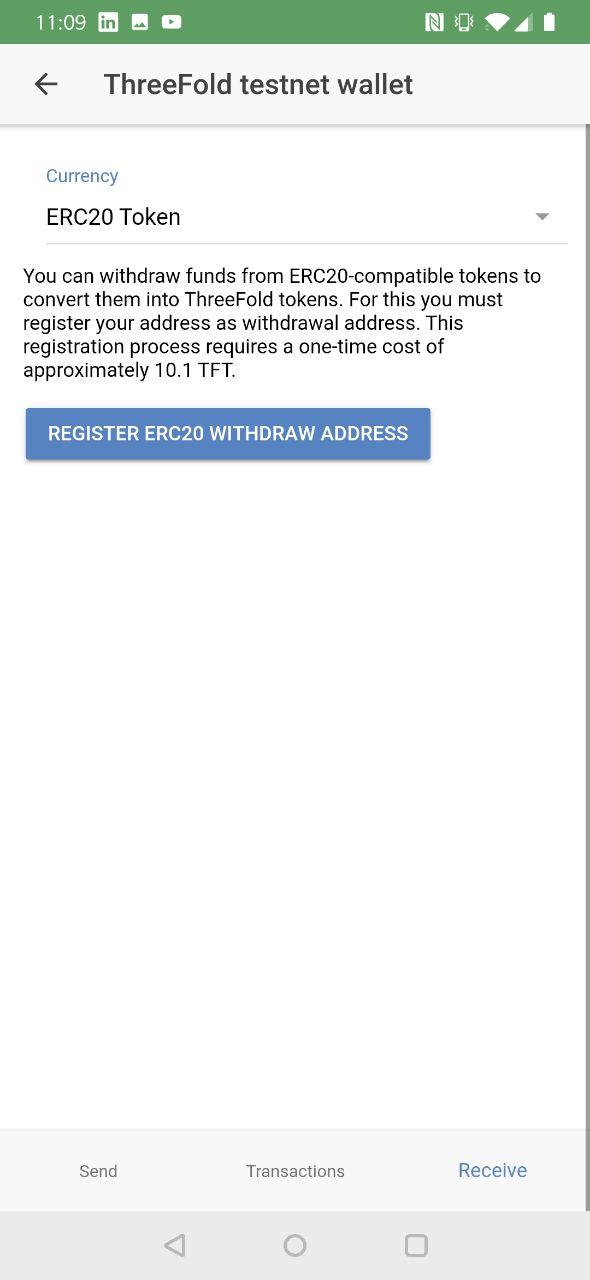 11:09
ThreeFold testnet wallet
Currency
ERC20 Token
You can withdraw funds from ERC20-compatible tokens to
convert them into ThreeFold tokens. For this you must
register your address as withdrawal address. This
registration process requires a one-time cost of
approximately 10.1 TFT.
REGISTER ERC20 WITHDRAW ADDRESS
Send
Transactions
Receive